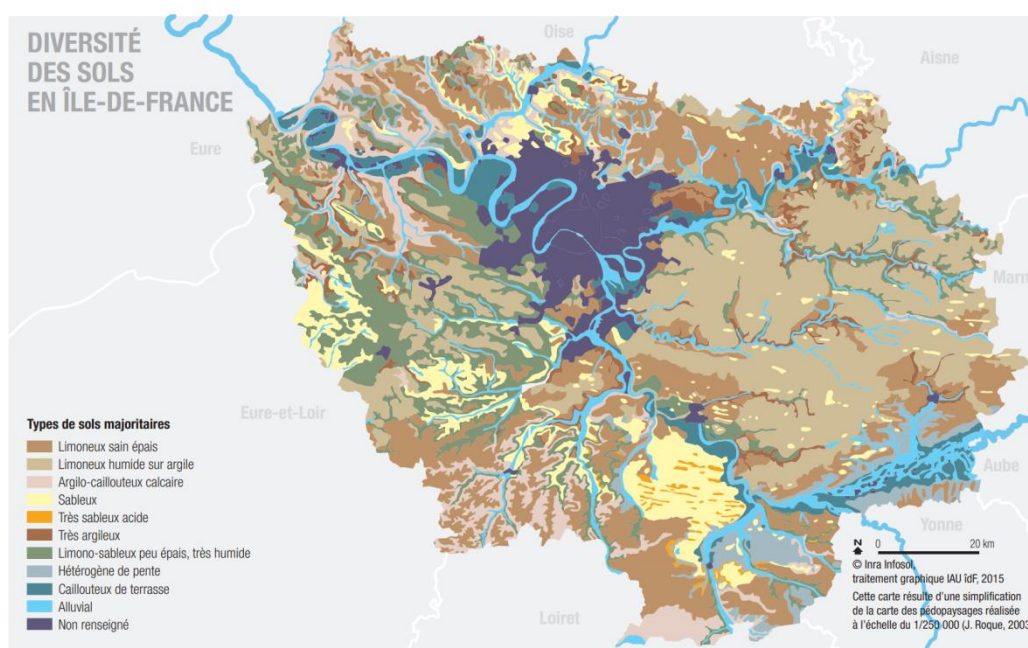 DIVERSITÉ
DES SOLS
EN ÎLE-DE-FRANCE
Oise
Aisne
Eure
Marn
Eure-et-Loir
Aube
Yonne
Loiret
Types de sols majoritaires
Limoneux sain épais
Limoneux humide sur argile
Argilo-caillouteux calcaire
Sableux
Très sableux acide
Très argileux
Limono-sableux peu épais, très humide
Hétérogène de pente
Caillouteux de terrasse
Alluvial
Non renseigné
N 0 20 km
© Inra Infosol,
traitement graphique IAU îdF, 2015
Cette carte résulte d'une simplification
de la carte des pédopaysages réalisée
à l'échelle du 1/250 000 (J. Roque, 2003